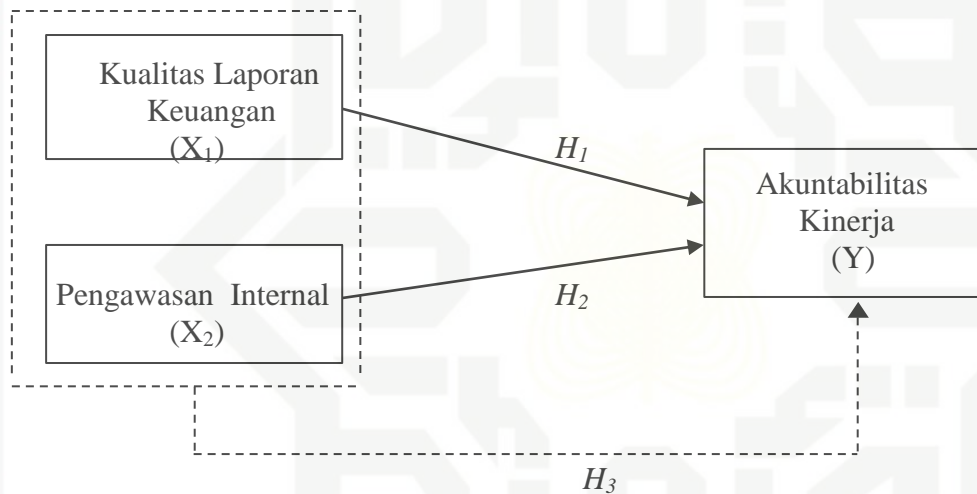 Kualitas Laporan
Keuangan
(X₁)
H₁
Akuntabilitas
Kinerja
(Y)
Pengawasan Internal
(X₂)
H₂
H₃